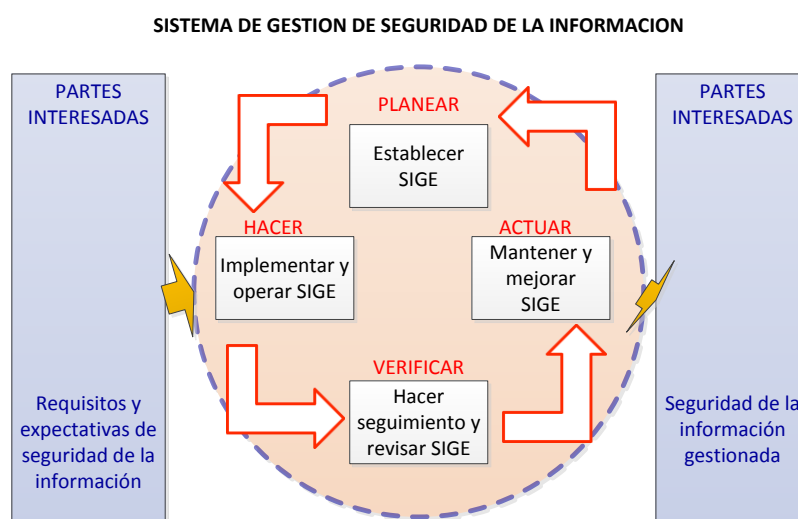 SISTEMA DE GESTION DE SEGURIDAD DE LA INFORMACION
PARTES
INTERESADAS
Requisitos y
expectativas de
seguridad de la
información
PLANEAR
Establecer
SIGE
HACER
Implementar y
operar SIGE
ACTUAR
Mantener y
mejorar
SIGE
VERIFICAR
Hacer
seguimiento y
revisar SIGE
PARTES
INTERESADAS
Seguridad de la
información
gestionada